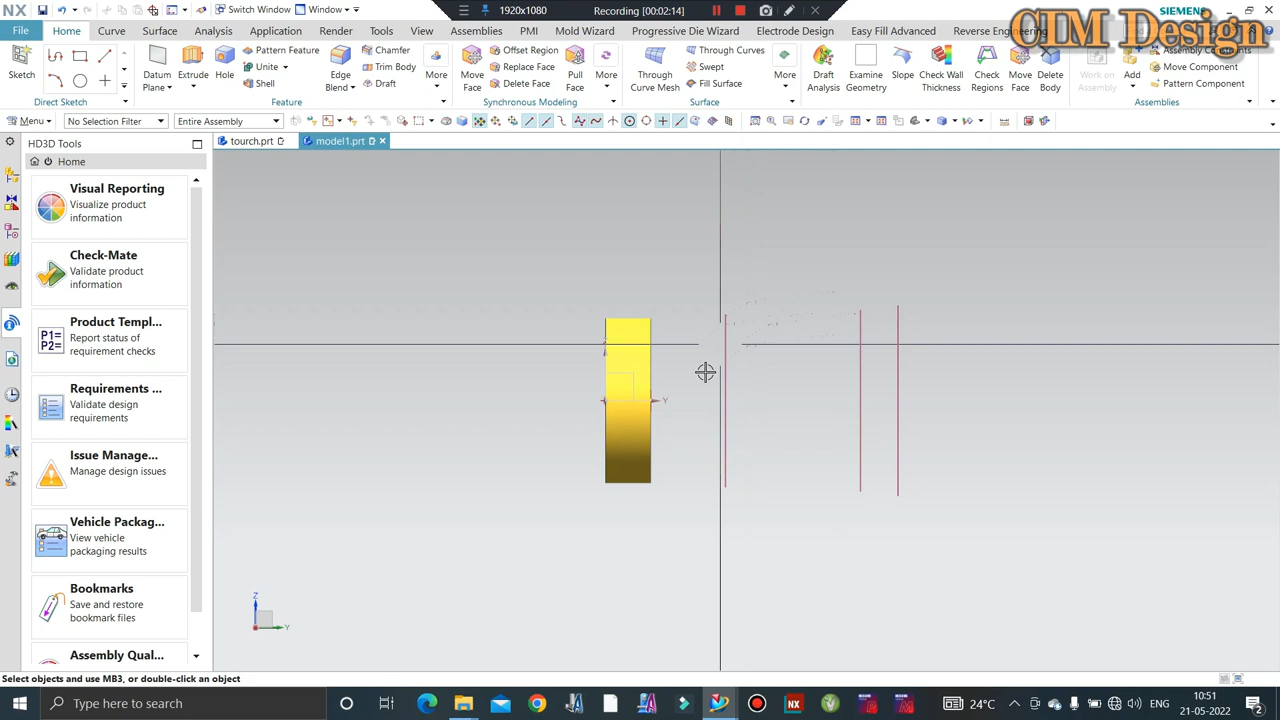 NX
Switch Window
Window
1920x1080
Recording [00:02:14]
SIEMENS
CIM Design
File
Home
Curve
Surface
Analysis
Application
Render
Tools
View
Assemblies
PMI
Mold Wizard
Progressive Die Wizard
Electrode Design
Easy Fill Advanced
Reverse Engineering
Sketch
Direct Sketch
Datum
Plane
Extrude
Hole
Pattern Feature
Unite
Shell
Edge
Blend
Chamfer
Trim Body
Draft
More
Feature
Move
Face
Offset Region
Replace Face
Delete Face
Pull
Face
More
Synchronous Modeling
Through
Curve Mesh
Through Curves
Swept
Fill Surface
More
Surface
Draft
Analysis
Examine
Geometry
Slope
Check Wall
Thickness
Check
Regions
Move
Face
Delete
Body
Work on
Assembly
Add
Assembly Constraints
Move Component
Pattern Component
Assemblies
Menu
No Selection Filter
Entire Assembly
HD3D Tools
tourch.prt
model1.prt
Home
Visual Reporting
Visualize product
information
Check-Mate
Validate product
information
Product Templ...
Report status of
requirement checks
P1=
P2=
Requirements ...
Validate design
requirements
Issue Manage...
Manage design issues
Vehicle Packag...
View vehicle
packaging results
Bookmarks
Save and restore
bookmark files
Assembly Qual...
Y
Z
Y
Select objects and use MB3, or double-click an object
Type here to search
24°C
ENG
10:51
21-05-2022